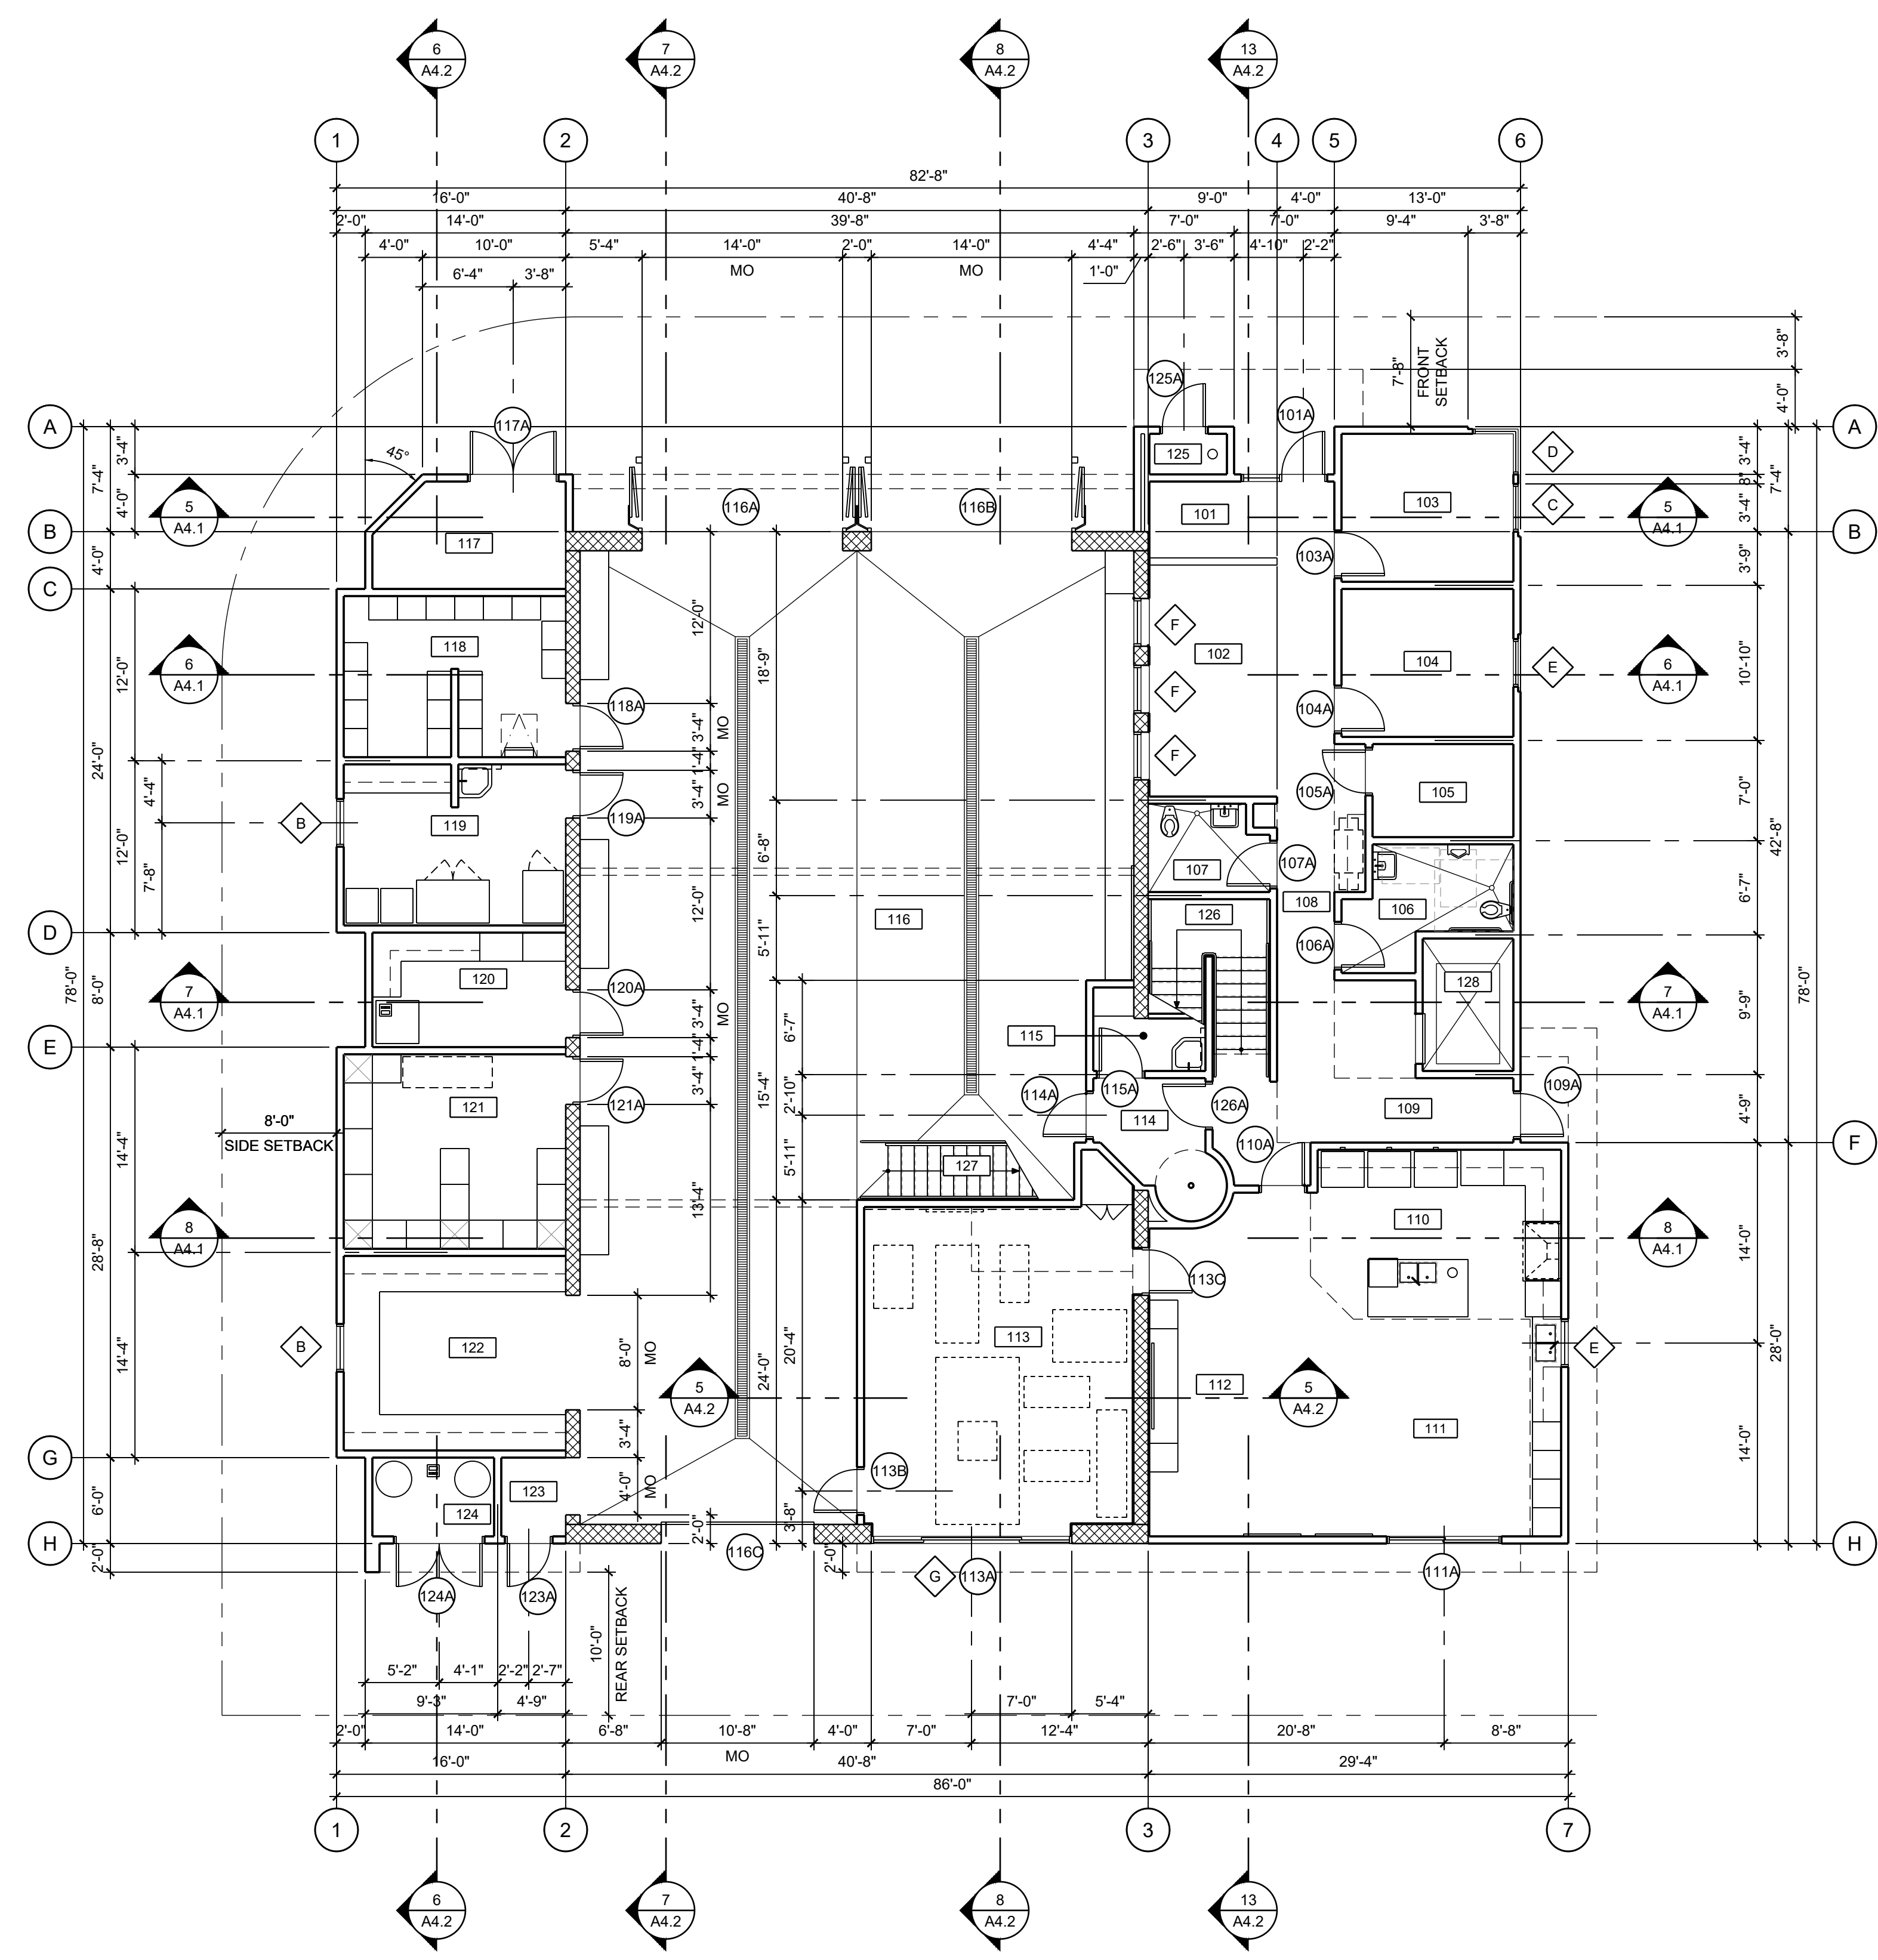 6 7 8 13
A4.2 A4.2 A4.2 A4.2
1 2 3 4 5 6
82'-8"
16'-0" 40'-8" 9'-0" 4'-0" 13'-0"
2'-0" 14'-0" 39'-8" 7'-0" 7'-0" 9'-4" 3'-8"
4'-0" 10'-0" 5'-4" 14'-0" 2'-0" 14'-0" 4'-4" 2'-6" 3'-6" 4'-10" 2'-2"
6'-4" 3'-8" MO MO 1'-0"
3'-8"
7'-8"
FRONT
SETBACK
4'-0"
125A
101A
117A
A A
45°
3'-4" 7'-4" 4'-0"
125
D
3'-4" 8" 7'-4" 3'-4"
103
C
5
A4.1
116A 116B
101
5
A4.1
B B
117
103A
4'-0" 3'-9"
C
12'-0"
F
118 102 104
18'-9"
E
6
A4.1
12'-0"
6
A4.1
10'-10"
F
118A 104A
3'-4" MO
F
1'-4"
24'-0"
4'-4"
3'-4" MO
105A 105
7'-0"
B
119 119A
12'-0"
42'-8"
7'-8"
6'-8"
107 107A
6'-7"
12'-0"
116
126 108 106
D
106A
5'-11"
78'-0" 8'-0"
120 120A
128
78'-0"
7
A4.1
3'-4" MO
7
A4.1
9'-9"
115
6'-7"
E
1'-4"
3'-4"
15'-4"
114A 115A
109A
121 121A
2'-10"
114 126A 109
4'-9"
8'-0"
SIDE SETBACK
110A
F
14'-4"
5'-11"
127
13'-4"
110
8
A4.1
8
A4.1
28'-8"
14'-0"
113C
113
122
B
14'-4"
8'-0" MO
24'-0" 20'-4"
E
28'-0"
5
A4.2
112
5
A4.2
111
3'-4"
14'-0"
G
113B
123
4'-0" MO
124
6'-0"
3'-8"
H H
2'-0"
116C
2'-0"
2'-0"
G 113A
111A
124A 123A
10'-0"
REAR SETBACK
5'-2" 4'-1" 2'-2" 2'-7"
9'-3" 4'-9" 7'-0" 5'-4"
2'-0" 14'-0" 6'-8" 10'-8" 4'-0" 7'-0" 12'-4" 20'-8" 8'-8"
MO
16'-0" 40'-8" 29'-4"
86'-0"
1 2 3 7
6 7 8 13
A4.2 A4.2 A4.2 A4.2